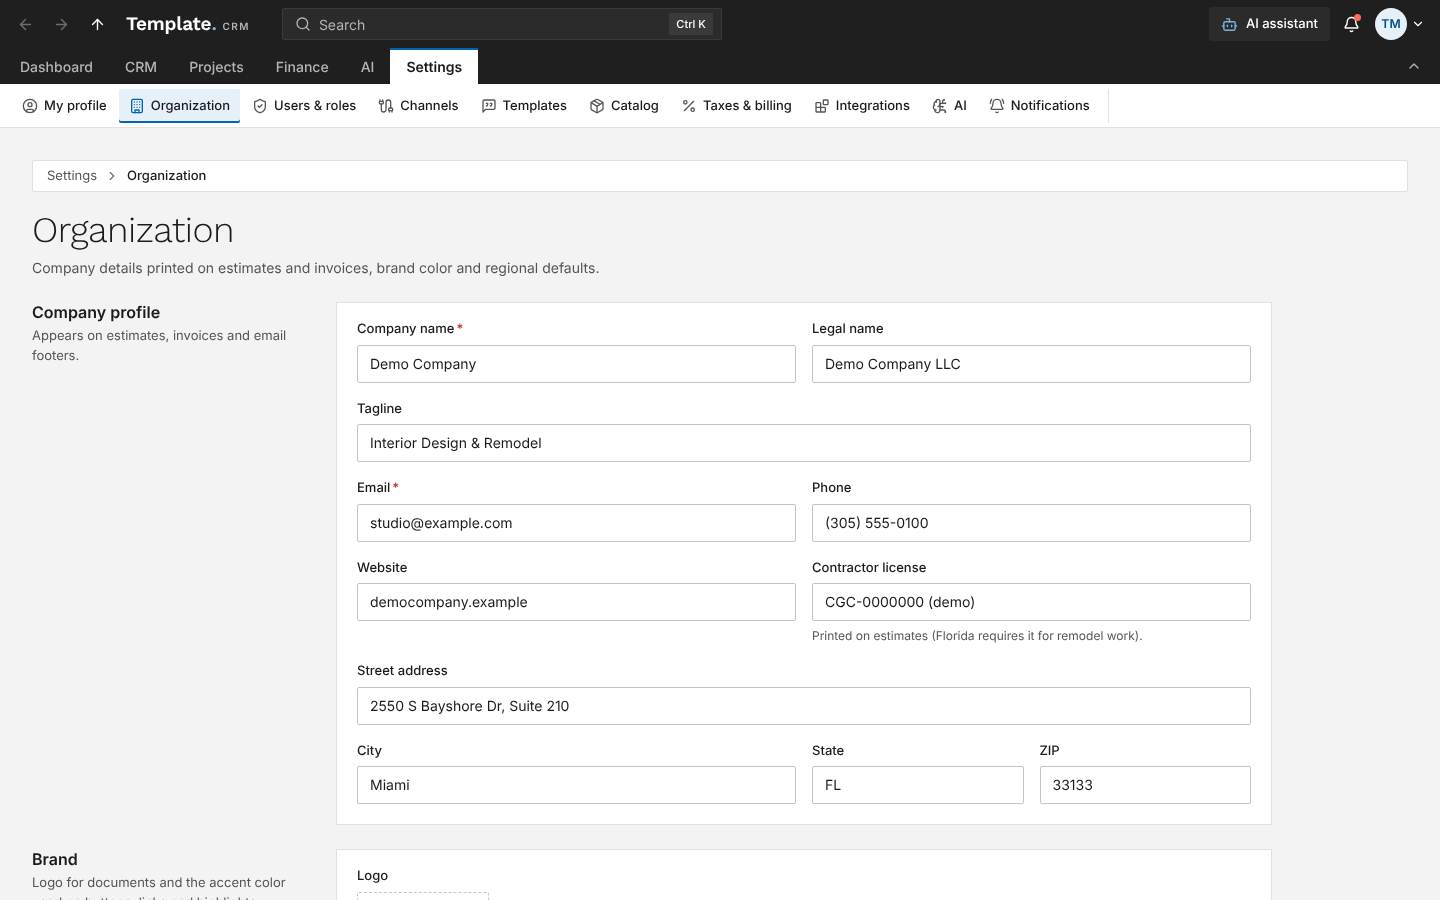 Template. CRM
Search
Ctrl K
AI assistant
TM
Dashboard
CRM
Projects
Finance
AI
Settings
My profile
Organization
Users & roles
Channels
Templates
Catalog
Taxes & billing
Integrations
AI
Notifications
Settings
Organization
Organization
Company details printed on estimates and invoices, brand color and regional defaults.
Company profile
Appears on estimates, invoices and email
footers.
Company name*
Legal name
Demo Company
Demo Company LLC
Tagline
Interior Design & Remodel
Email*
Phone
studio@example.com
(305) 555-0100
Website
Contractor license
democompany.example
CGC-0000000 (demo)
Printed on estimates (Florida requires it for remodel work).
Street address
2550 S Bayshore Dr, Suite 210
City
State
ZIP
Miami
FL
33133
Brand
Logo for documents and the accent color
Logo